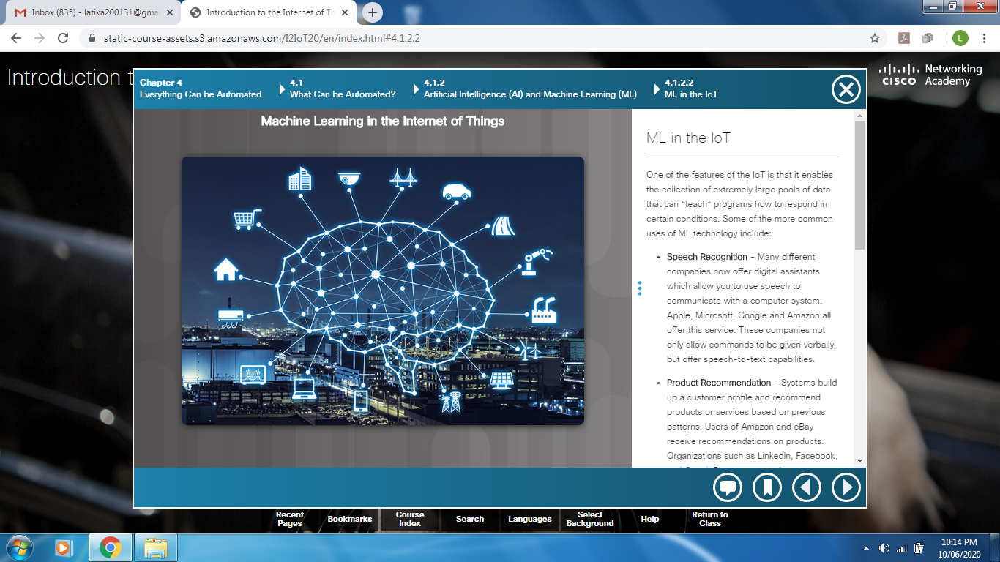 Inbox (835) - latika200131@gma
Introduction to the Internet of Th
static-course-assets.s3.amazonaws.com/I2IoT20/en/index.html#4.1.2.2
L
Introduction t
Chapter 4
Everything Can be Automated
4.1
What Can be Automated?
4.1.2
Artificial Intelligence (AI) and Machine Learning (ML)
4.1.2.2
ML in the IoT
CISCO
Networking
Academy
Machine Learning in the Internet of Things
ML in the IoT
One of the features of the IoT is that it enables
the collection of extremely large pools of data
that can “teach” programs how to respond in
certain conditions. Some of the more common
uses of ML technology include:
• Speech Recognition - Many different
companies now offer digital assistants
which allow you to use speech to
communicate with a computer system.
Apple, Microsoft, Google and Amazon all
offer this service. These companies not
only allow commands to be given verbally,
but offer speech-to-text capabilities.
• Product Recommendation - Systems build
up a customer profile and recommend
products or services based on previous
patterns. Users of Amazon and eBay
receive recommendations on products.
Organizations such as LinkedIn, Facebook,
Recent
Pages
Bookmarks
Course
Index
Search
Languages
Select
Background
Help
Return to
Class
10:14 PM
10/06/2020